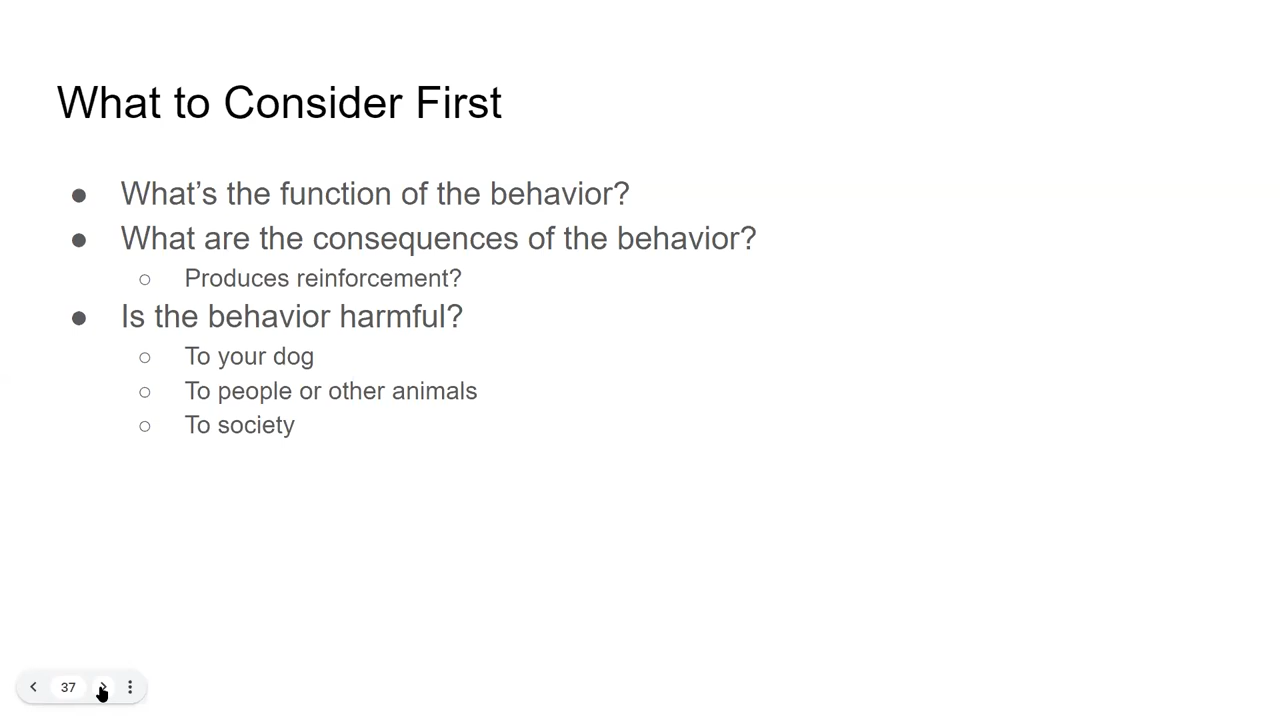 What to Consider First
● What’s the function of the behavior?
● What are the consequences of the behavior?
○ Produces reinforcement?
● Is the behavior harmful?
○ To your dog
○ To people or other animals
○ To society
37